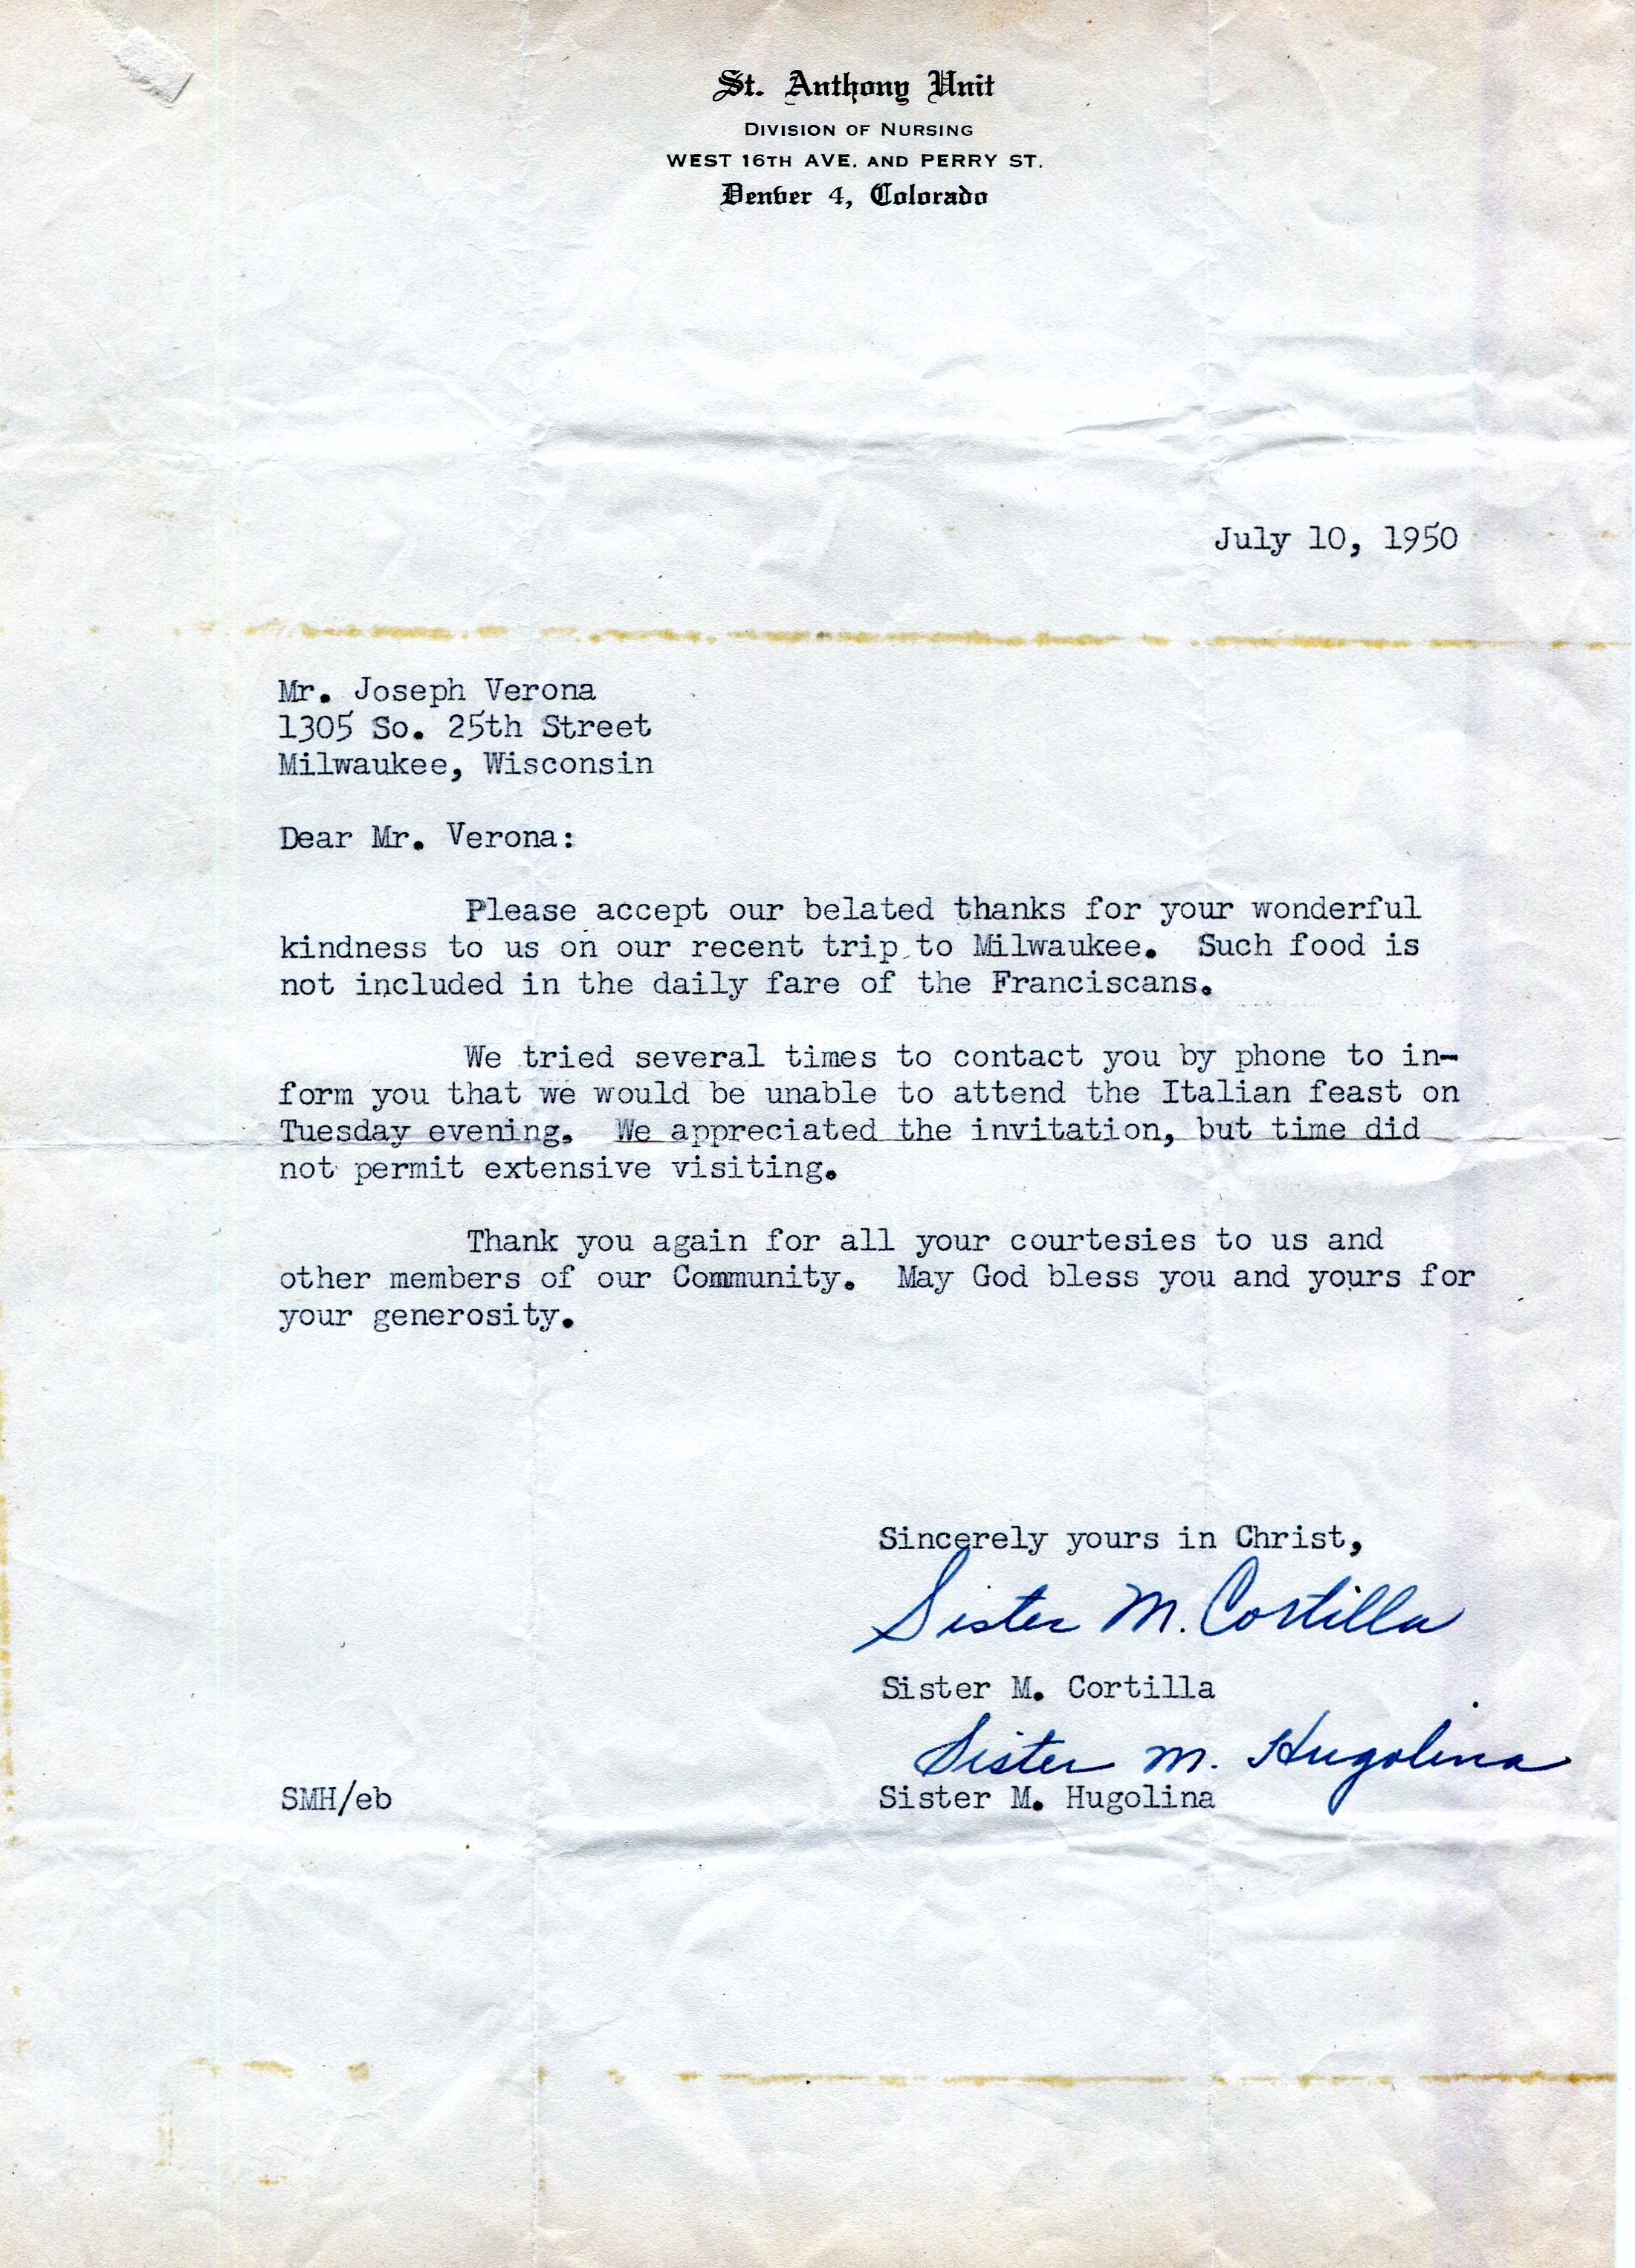 St. Anthony Unit
DIVISION OF NURSING
WEST 16TH AVE. AND PERRY ST.
Denver 4, Colorado
July 10, 1950
Mr. Joseph Verona
1305 So. 25th Street
Milwaukee, Wisconsin
Dear Mr. Verona:
Please accept our belated thanks for your wonderful
kindness to us on our recent trip to Milwaukee. Such food is
not included in the daily fare of the Franciscans.
We tried several times to contact you by phone to in-
form you that we would be unable to attend the Italian feast on
Tuesday evening. We appreciated the invitation, but time did
not permit extensive visiting.
Thank you again for all your courtesies to us and
other members of our Community. May God bless you and yours for
your generosity.
Sincerely yours in Christ,
Sister M. Cortilla
Sister M. Cortilla
Sister M. Hugolina
SMH/eb Sister M. Hugolina